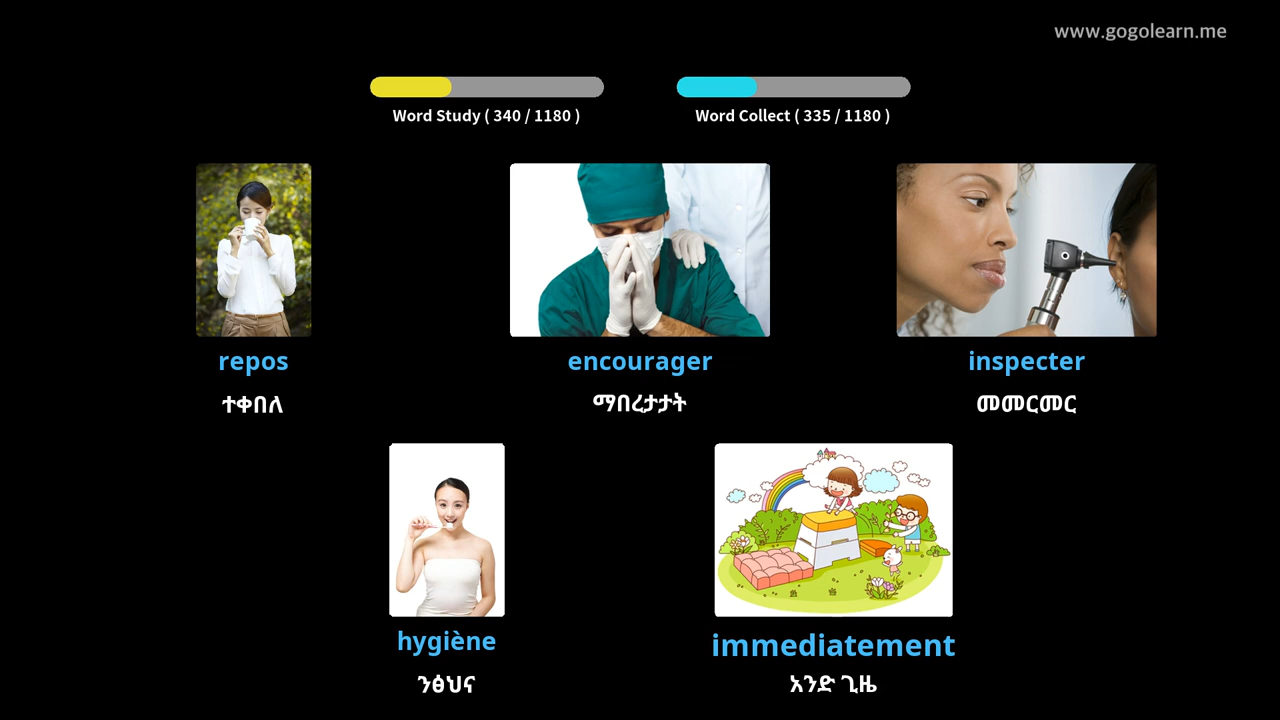 www.gogolearn.me
Word Study ( 340 / 1180 )
Word Collect ( 335 / 1180 )
repos
ተቀበለ
encourager
ማበረታታት
inspecter
መመርመር
hygiène
ንፅህና
immediatement
አንድ ጊዜ